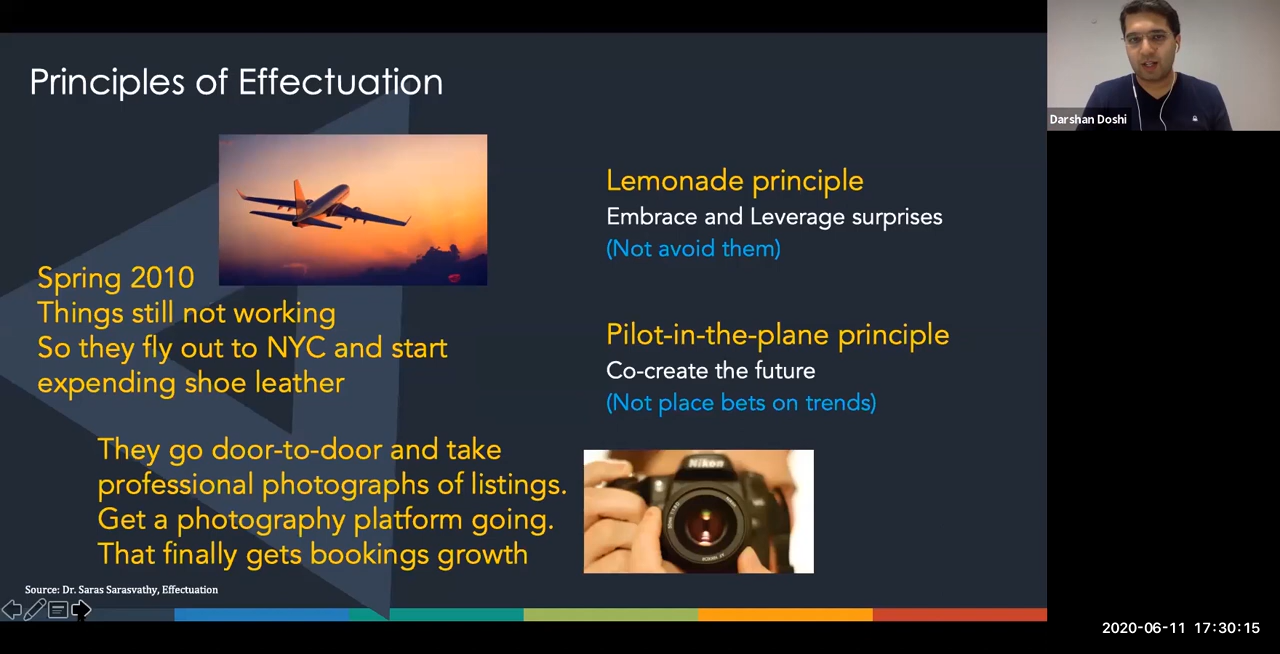 Principles of Effectuation
Darshan Doshi
Lemonade principle
Embrace and Leverage surprises
(Not avoid them)
Spring 2010
Things still not working
So they fly out to NYC and start
expending shoe leather
Pilot-in-the-plane principle
Co-create the future
(Not place bets on trends)
They go door-to-door and take
professional photographs of listings.
Get a photography platform going.
That finally gets bookings growth
Nikon
Source: Dr. Saras Sarasvathy, Effectuation
2020-06-11 17:30:15